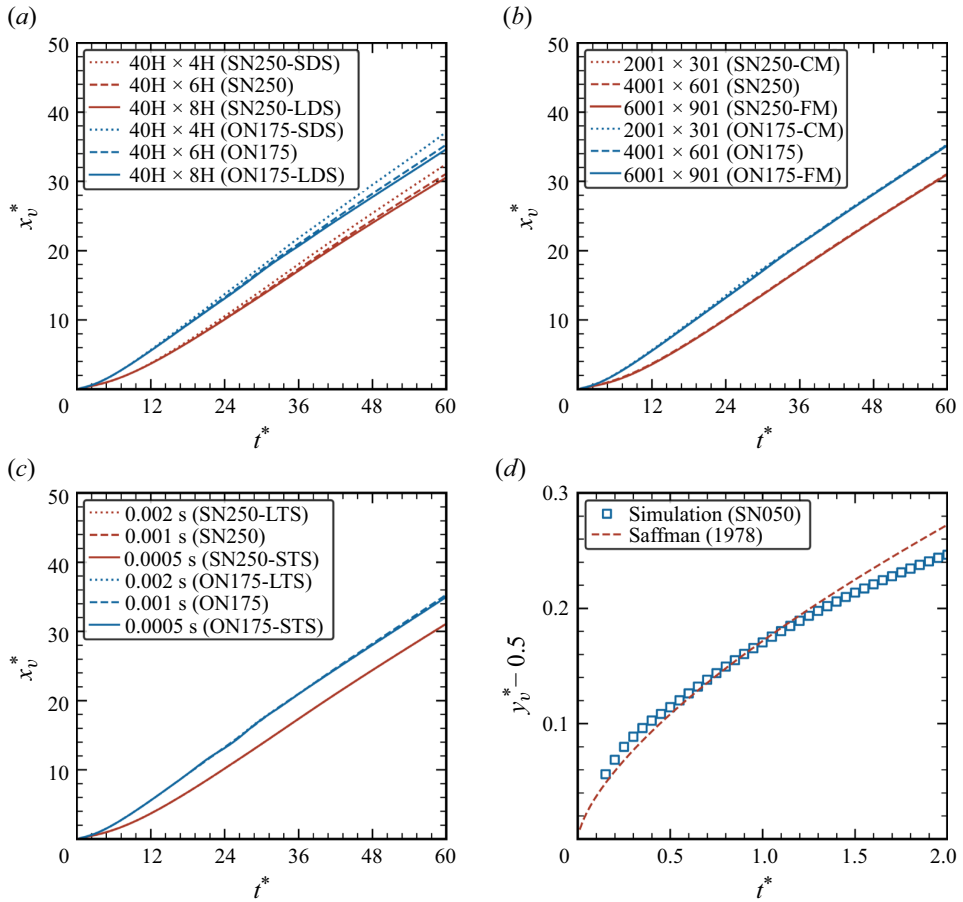 (a)
50
40
30
20
10
0
12
24
36
48
60
x_v^*
t^*
40H × 4H (SN250-SDS)
40H × 6H (SN250)
40H × 8H (SN250-LDS)
40H × 4H (ON175-SDS)
40H × 6H (ON175)
40H × 8H (ON175-LDS)
(b)
50
40
30
20
10
0
12
24
36
48
60
x_v^*
t^*
2001 × 301 (SN250-CM)
4001 × 601 (SN250)
6001 × 901 (SN250-FM)
2001 × 301 (ON175-CM)
4001 × 601 (ON175)
6001 × 901 (ON175-FM)
(c)
50
40
30
20
10
0
12
24
36
48
60
x_v^*
t^*
0.002 s (SN250-LTS)
0.001 s (SN250)
0.0005 s (SN250-STS)
0.002 s (ON175-LTS)
0.001 s (ON175)
0.0005 s (ON175-STS)
(d)
0.3
0.2
0.1
0
0.5
1.0
1.5
2.0
y_v^* − 0.5
t^*
Simulation (SN050)
Saffman (1978)